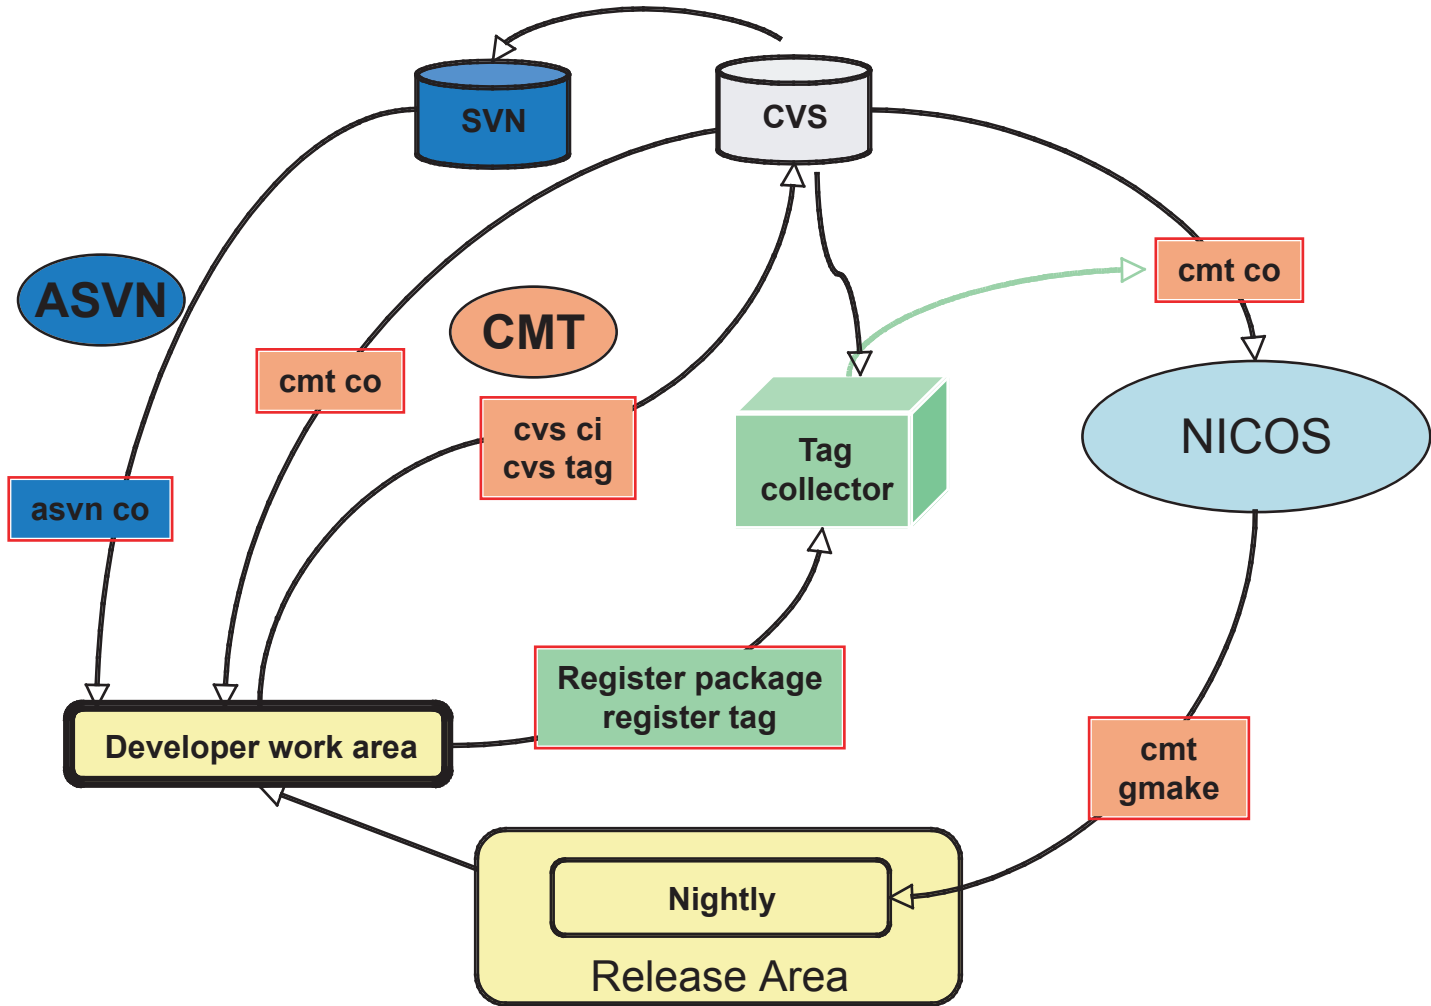 SVN
CVS
ASVN
CMT
cmt co
cmt co
cvs ci
cvs tag
Tag
collector
NICOS
asvn co
Register package
register tag
Developer work area
cmt
gmake
Nightly
Release Area